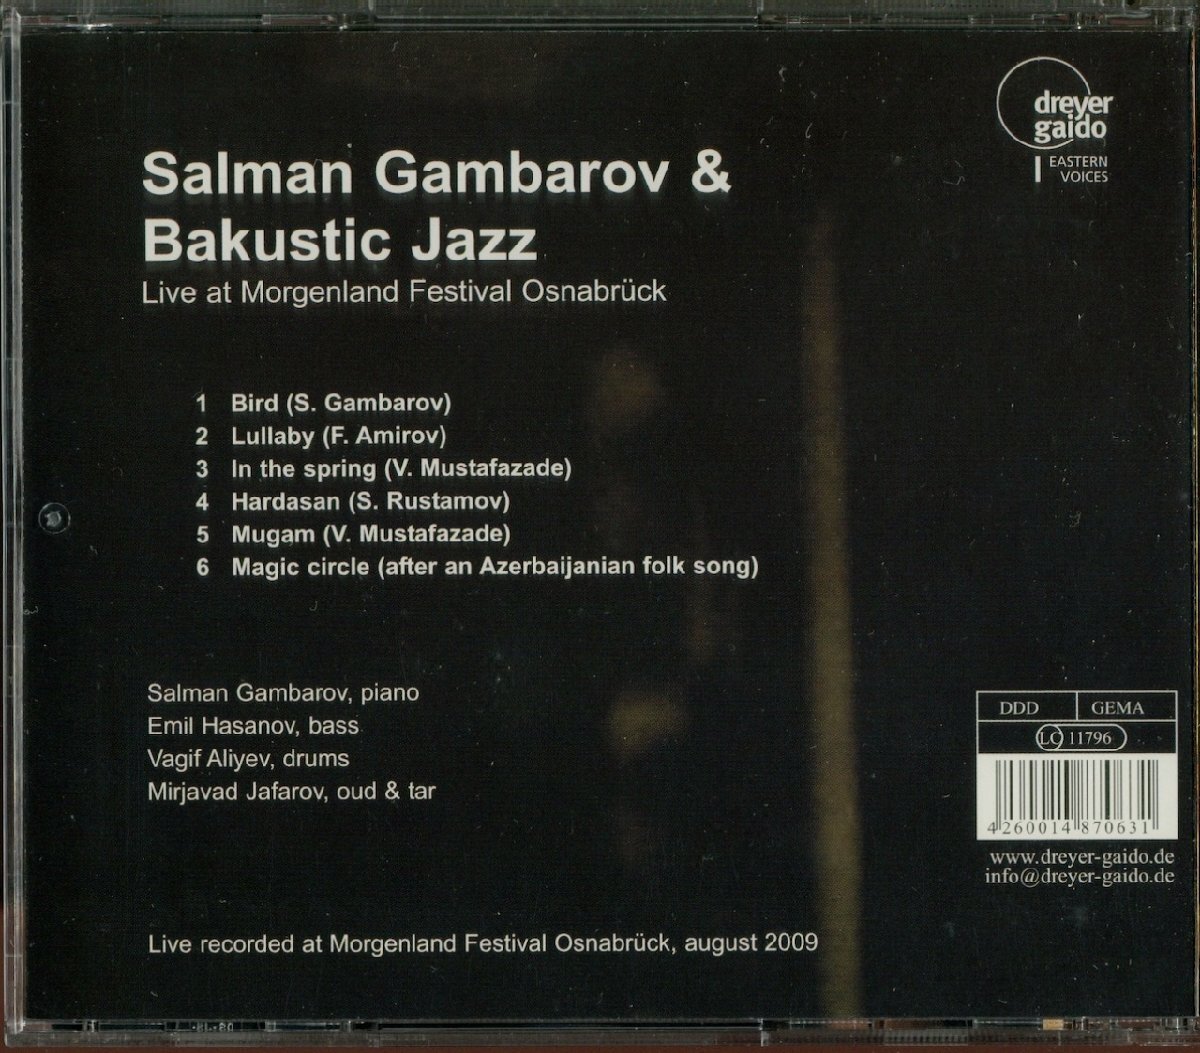 dreyer
gaido
EASTERN
VOICES
Salman Gambarov &
Bakustic Jazz
Live at Morgenland Festival Osnabrück
1 Bird (S. Gambarov)
2 Lullaby (F. Amirov)
3 In the spring (V. Mustafazade)
4 Hardasan (S. Rustamov)
5 Mugam (V. Mustafazade)
6 Magic circle (after an Azerbaijanian folk song)
Salman Gambarov, piano
Emil Hasanov, bass
Vagif Aliyev, drums
Mirjavad Jafarov, oud & tar
DDD GEMA
LC 11796
4 260014 870631
www.dreyer-gaido.de
info@dreyer-gaido.de
Live recorded at Morgenland Festival Osnabrück, august 2009